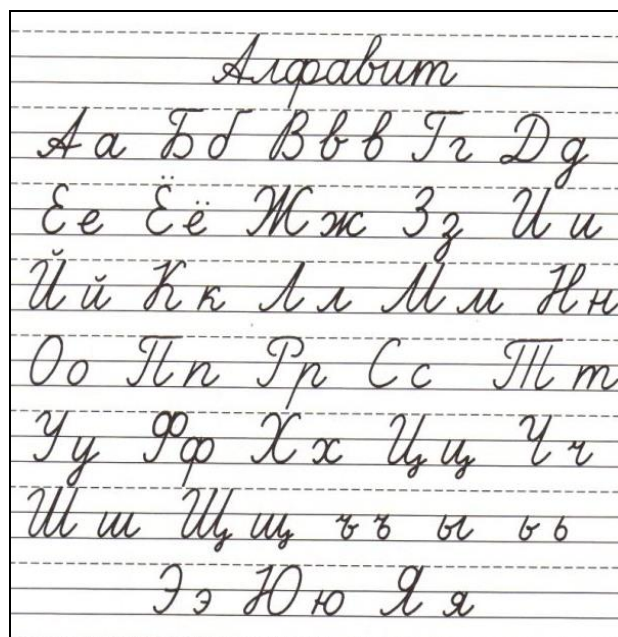 Алфавит
Аа Бб Ввв Гг Дд
Ее Ёё Жж Зз Ии
Йй Кк Лл Мм Нн
Оо Пп Рр Сс Тт
Уу Фф Хх Цц Чч
Шш Щщ ъъ ы ьь
Ээ Юю Яя